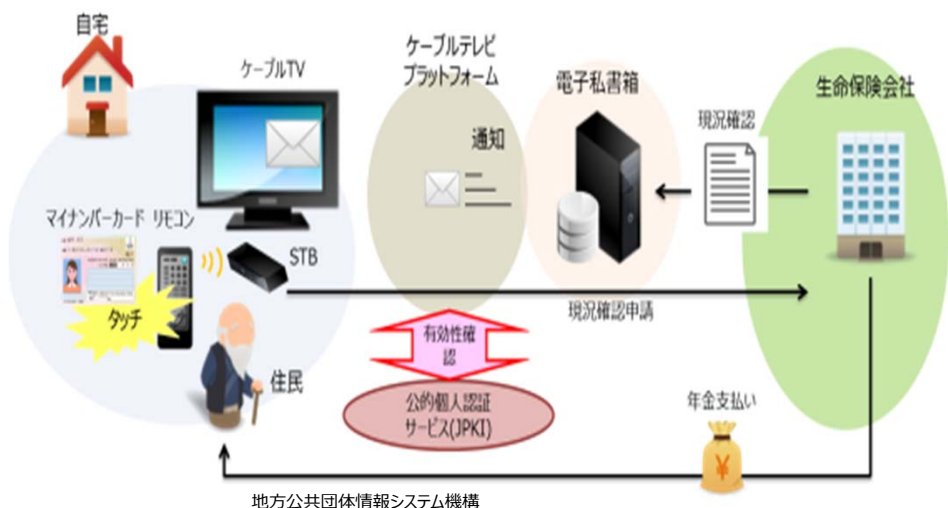 自宅
ケーブルTV
マイナンバーカード
リモコン
タッチ
STB
住民
ケーブルテレビ
プラットフォーム
通知
電子私書箱
現況確認
生命保険会社
現況確認申請
有効性確
認
公的個人認証
サービス(JPKI)
年金支払い
¥
地方公共団体情報システム機構